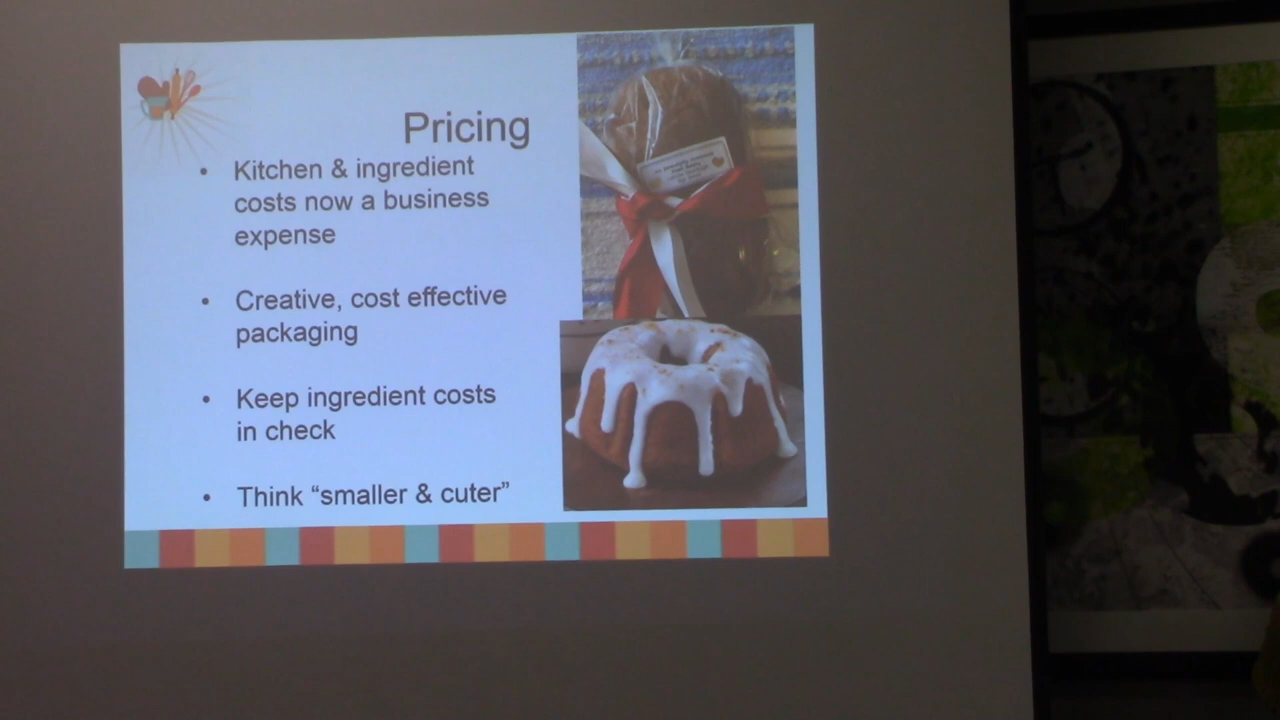 Pricing
• Kitchen & ingredient
costs now a business
expense
• Creative, cost effective
packaging
• Keep ingredient costs
in check
• Think “smaller & cuter”